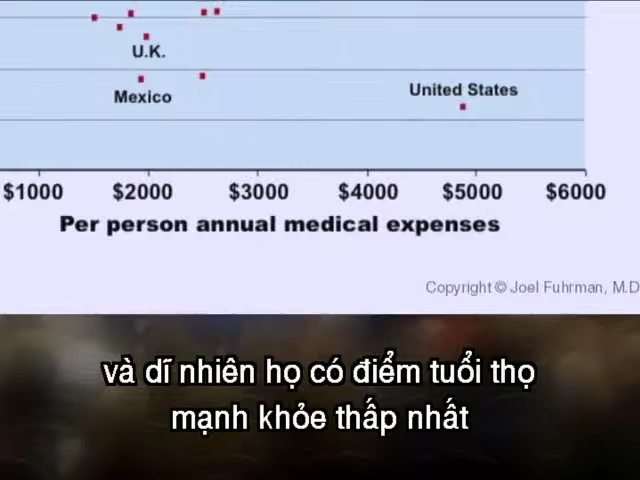 U.K.
Mexico
United States
$1000 $2000 $3000 $4000 $5000 $6000
Per person annual medical expenses
Copyright © Joel Fuhrman, M.D
và dĩ nhiên họ có điểm tuổi thọ
mạnh khỏe thấp nhất